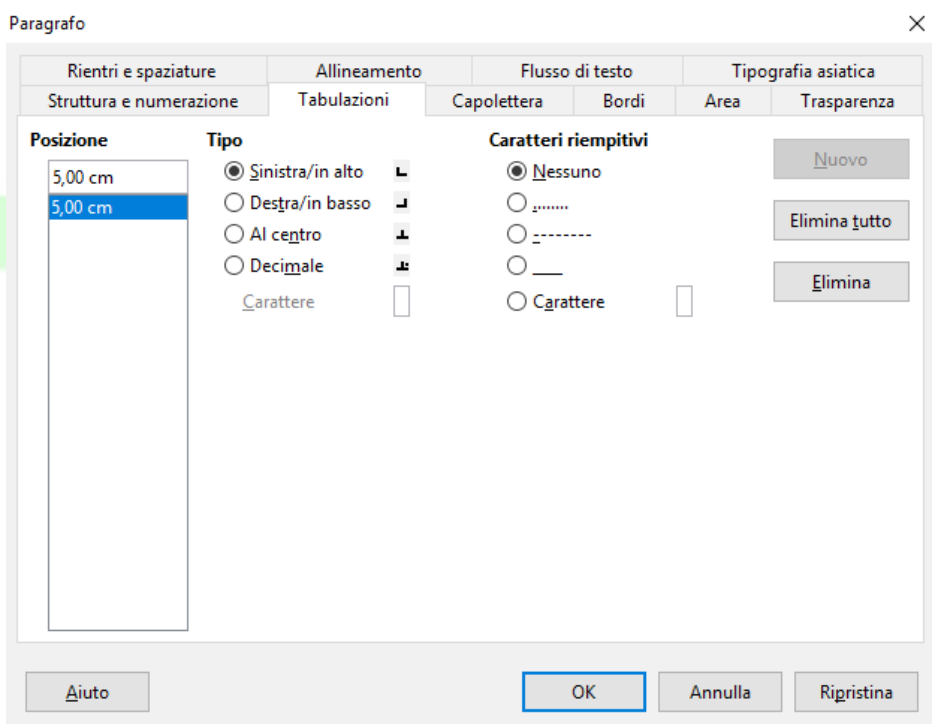 Paragrafo
Rientri e spaziature Allineamento Flusso di testo Tipografia asiatica
Struttura e numerazione Tabulazioni Capolettera Bordi Area Trasparenza
Posizione Tipo Caratteri riempitivi
5,00 cm Sinistra/in alto Nessuno Nuovo
5,00 cm Destra/in basso ........
Al centro -------- Elimina tutto
Decimale ___ Elimina
Carattere Carattere
Aiuto OK Annulla Ripristina